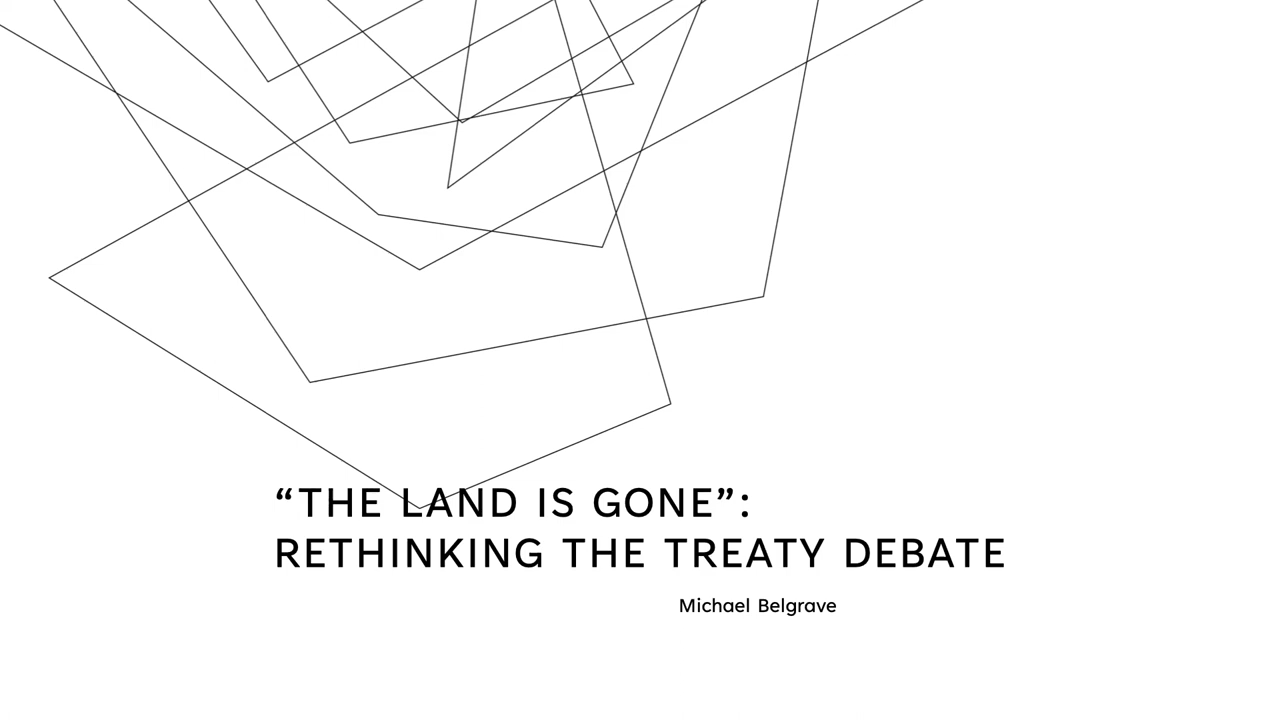 “THE LAND IS GONE”:
RETHINKING THE TREATY DEBATE
Michael Belgrave